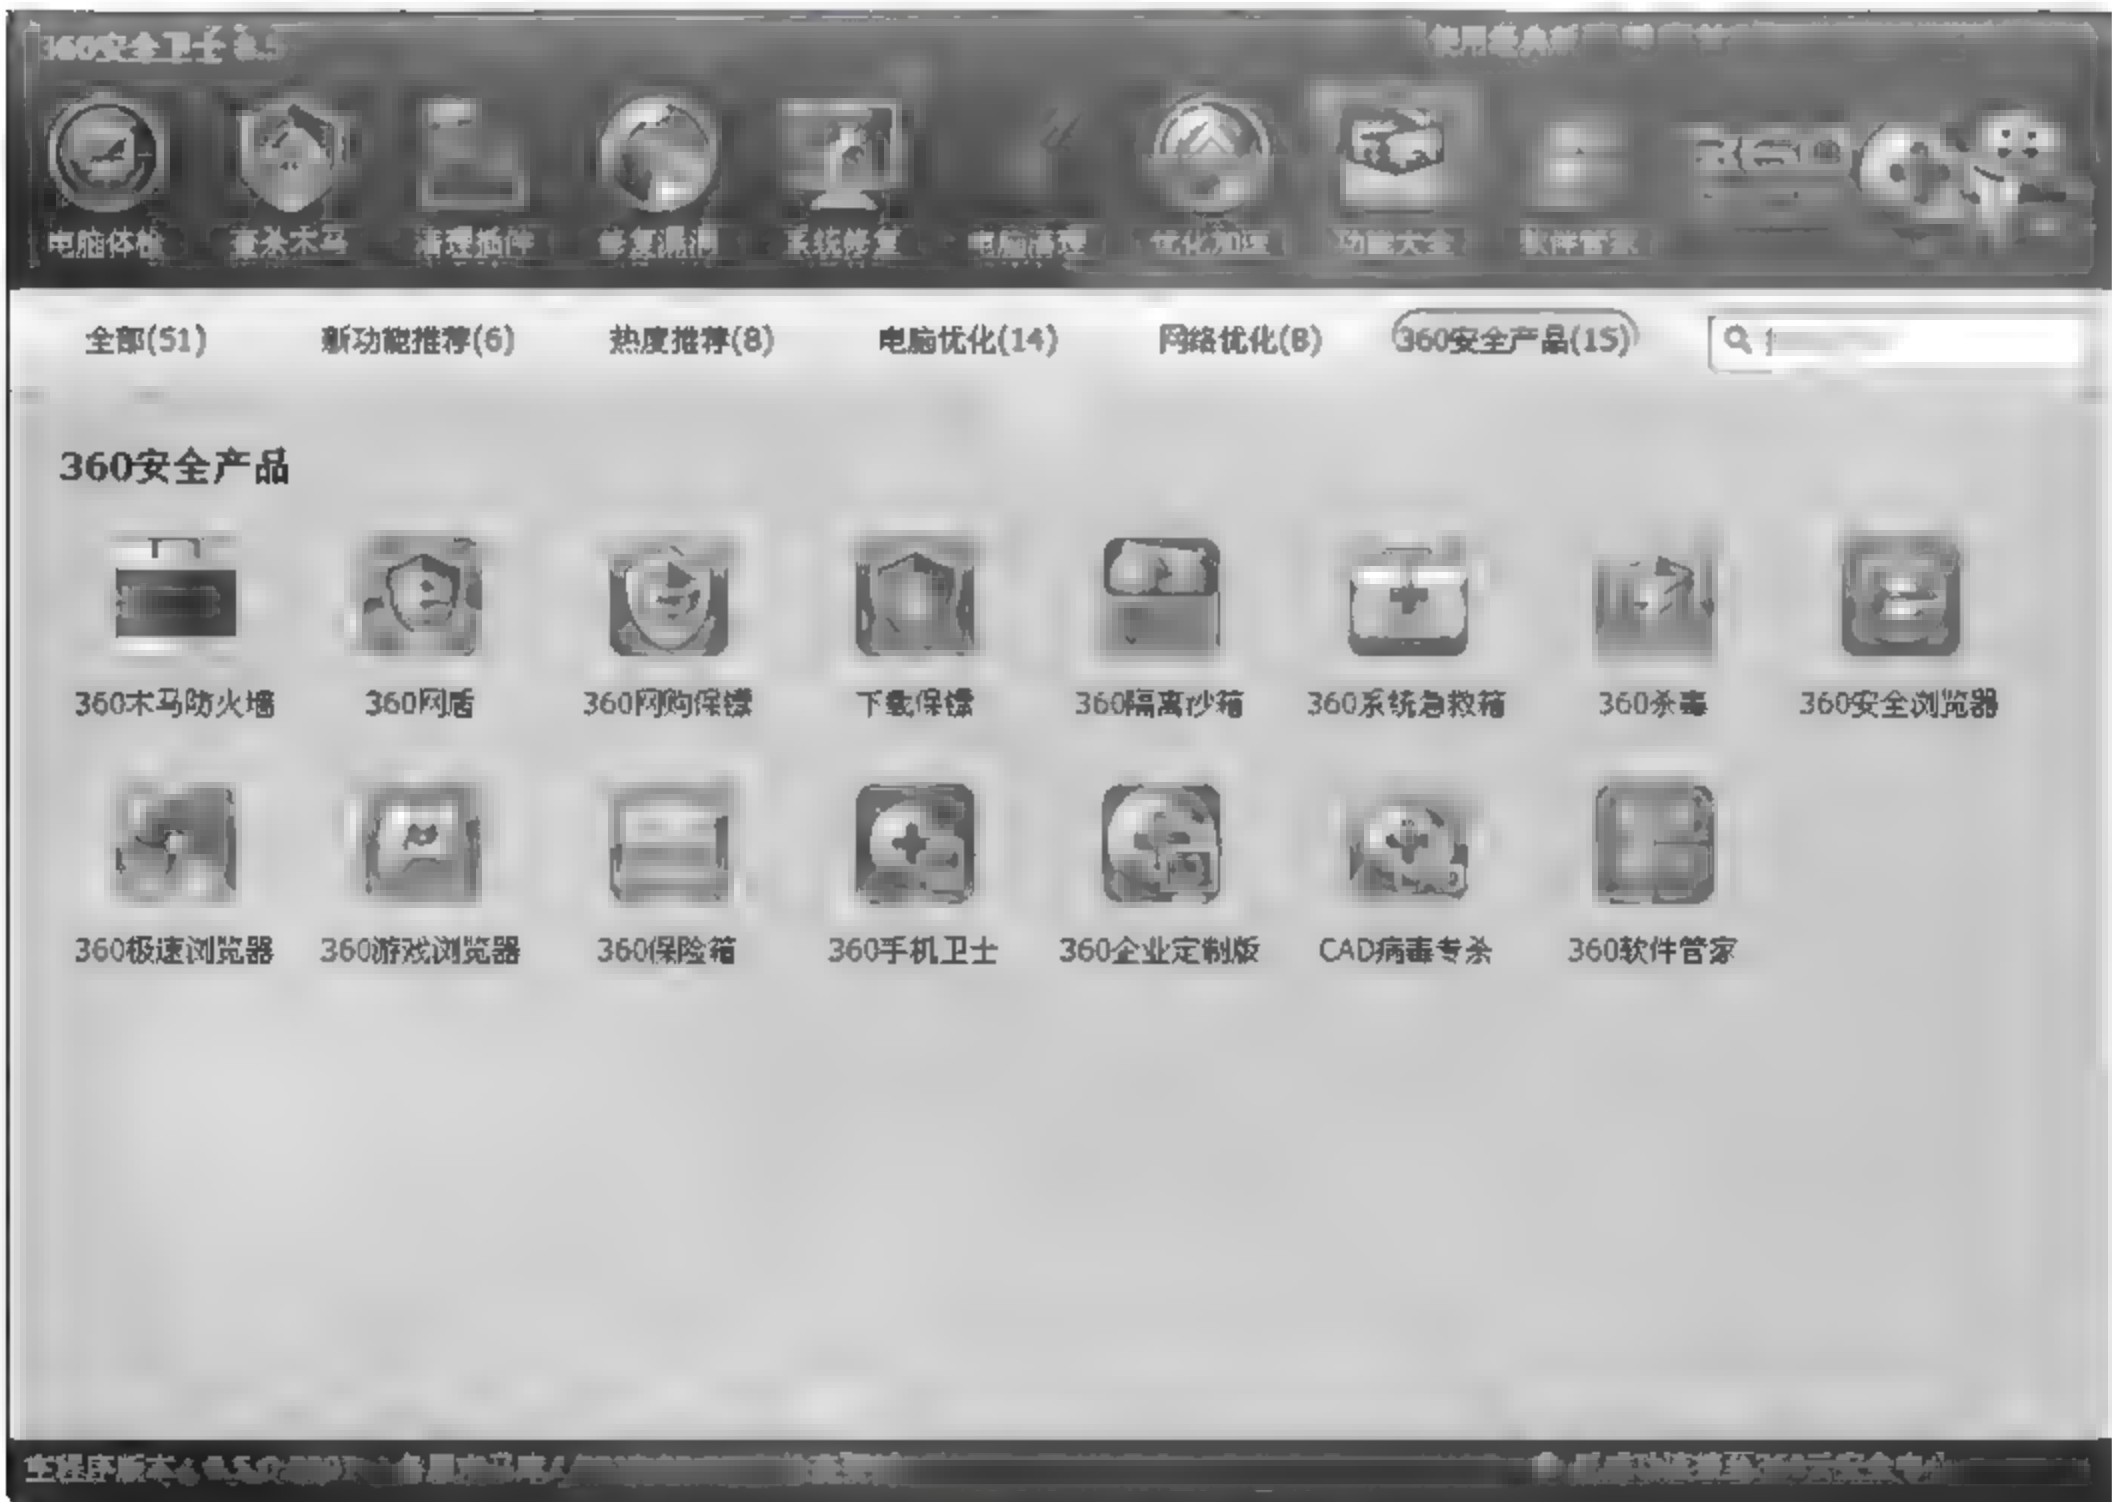 360安全卫士 8.5
电脑体检 查杀木马 清理插件 修复漏洞 系统修复 电脑清理 优化加速 功能大全 软件管家
全部(51) 新功能推荐(6) 热度推荐(8) 电脑优化(14) 网络优化(8) 360安全产品(15)
360安全产品
360木马防火墙 360网盾 360网购保镖 下载保镖 360隔离沙箱 360系统急救箱 360杀毒 360安全浏览器
360极速浏览器 360游戏浏览器 360保险箱 360手机卫士 360企业定制版 CAD病毒专杀 360软件管家
主程序版本: